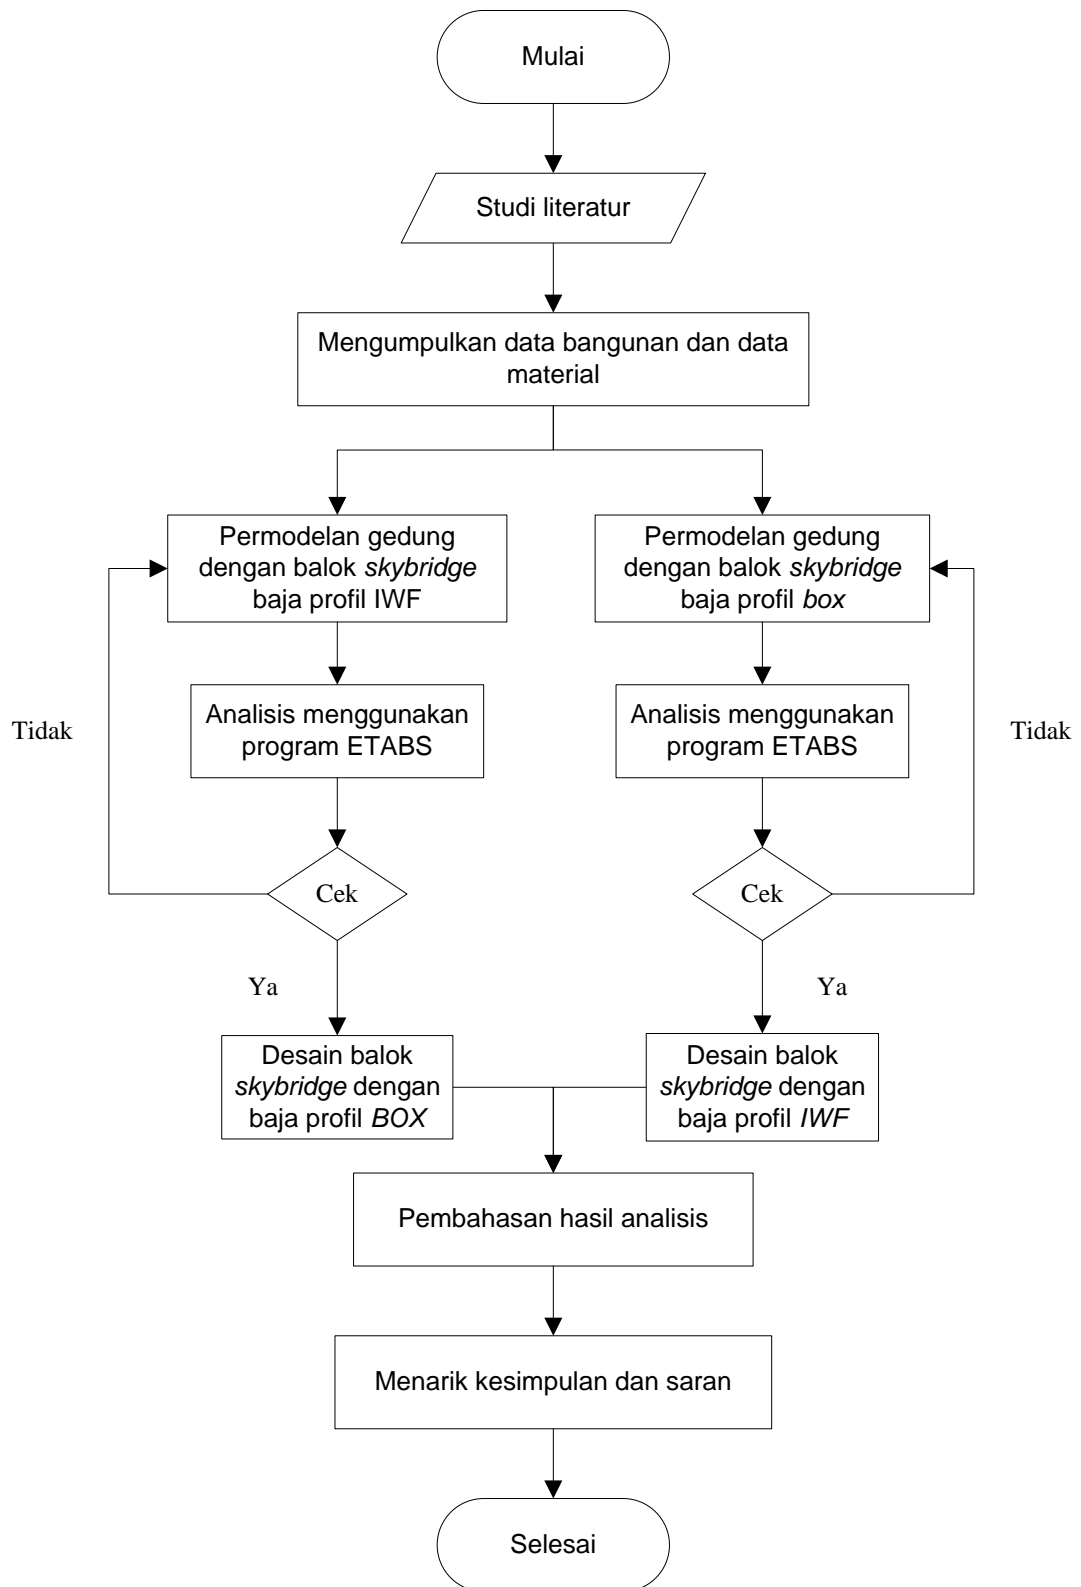 Mulai
Studi literatur
Mengumpulkan data bangunan dan data
material
Permodelan gedung
dengan balok skybridge
baja profil IWF
Permodelan gedung
dengan balok skybridge
baja profil box
Analisis menggunakan
program ETABS
Analisis menggunakan
program ETABS
Tidak
Tidak
Cek
Cek
Ya
Ya
Desain balok
skybridge dengan
baja profil BOX
Desain balok
skybridge dengan
baja profil IWF
Pembahasan hasil analisis
Menarik kesimpulan dan saran
Selesai